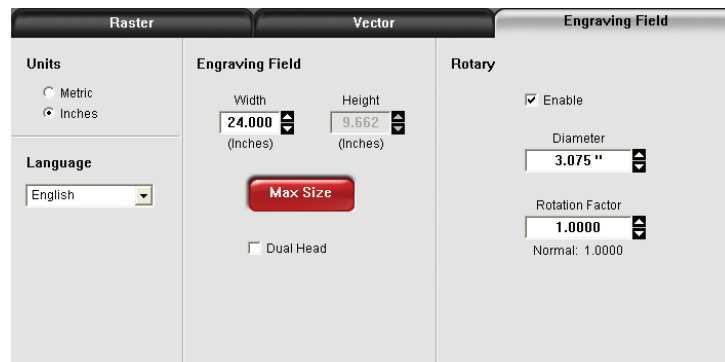 Raster
Vector
Engraving Field
Units
Metric
Inches
Language
English
Engraving Field
Width
24.000
(Inches)
Height
9.662
(Inches)
Max Size
Dual Head
Rotary
Enable
Diameter
3.075 "
Rotation Factor
1.0000
Normal: 1.0000